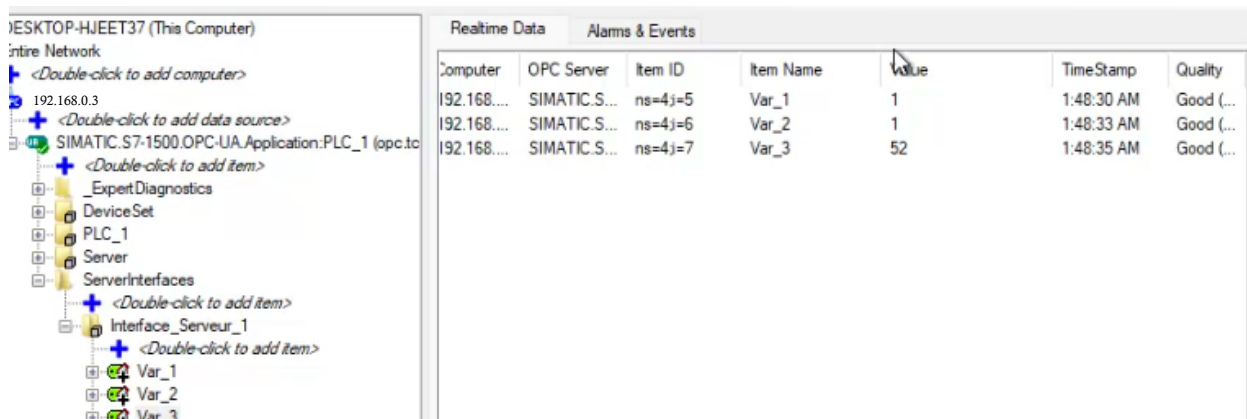 DESKTOP-HJEET37 (This Computer)
Entire Network
<Double-click to add computer>
192.168.0.3
<Double-click to add data source>
SIMATIC.S7-1500.OPC-UA.Application:PLC_1 (opc.tc
<Double-click to add item>
_ExpertDiagnostics
DeviceSet
PLC_1
Server
ServerInterfaces
<Double-click to add item>
Interface_Serveur_1
<Double-click to add item>
Var_1
Var_2
Var_3
Realtime Data Alarms & Events
Computer OPC Server Item ID Item Name Value TimeStamp Quality
192.168.... SIMATIC.S... ns=4;i=5 Var_1 1 1:48:30 AM Good (...
192.168.... SIMATIC.S... ns=4;i=6 Var_2 1 1:48:33 AM Good (...
192.168.... SIMATIC.S... ns=4;i=7 Var_3 52 1:48:35 AM Good (...